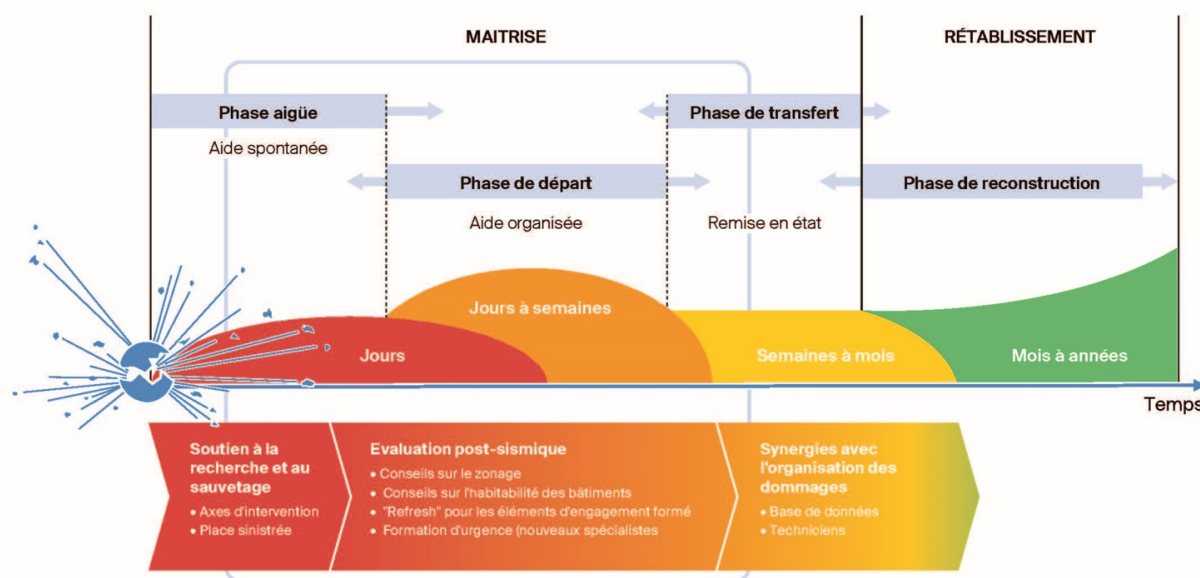 MAITRISE
RÉTABLISSEMENT
Phase aigüe
Phase de transfert
Aide spontanée
Phase de départ
Phase de reconstruction
Aide organisée
Remise en état
Jours à semaines
Jours
Semaines à mois
Mois à années
Temps
Soutien à la
recherche et au
sauvetage
• Axes d'intervention
• Place sinistrée
Evaluation post-sismique
• Conseils sur le zonage
• Conseils sur l'habitabilité des bâtiments
• "Refresh" pour les éléments d'engagement formé
• Formation d'urgence (nouveaux spécialistes
Synergies avec
l'organisation des
dommages
• Base de données
• Techniciens